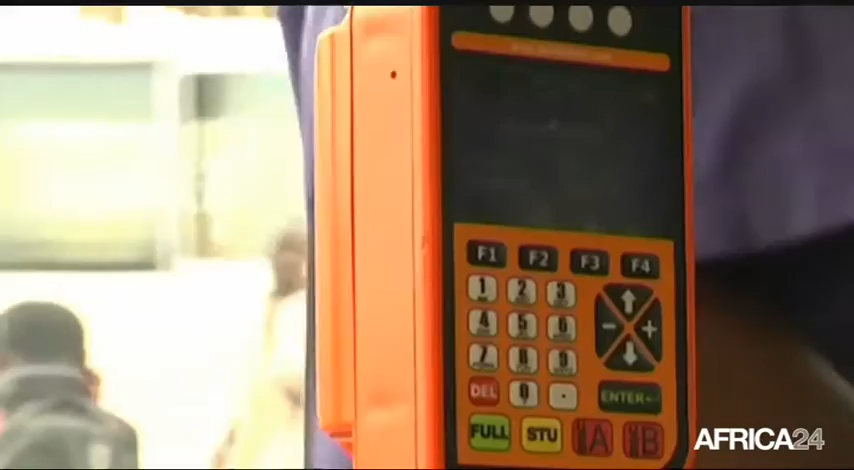 F1 F2 F3 F4
1 2 3
4 5 6
7 8 9
DEL 0 . ENTER
FULL STU A B
AFRICA24